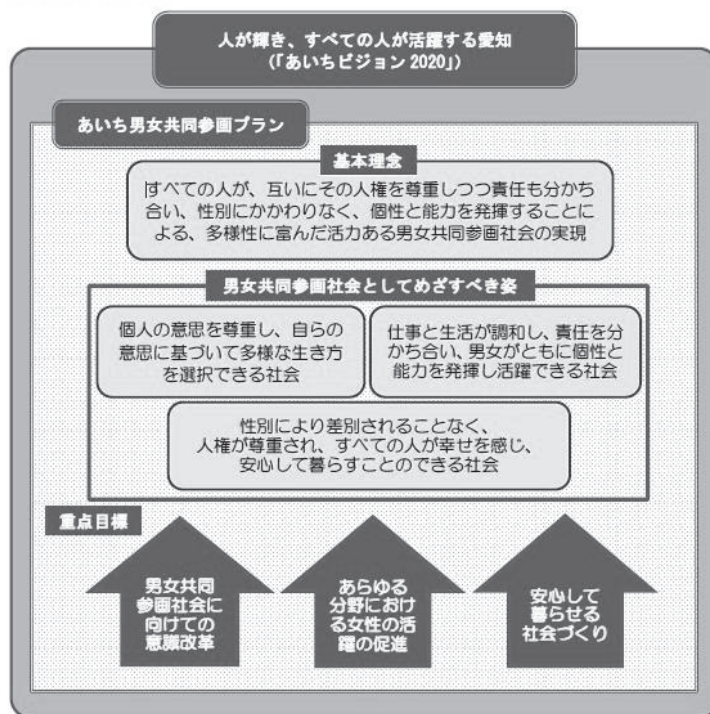 人が輝き、すべての人が活躍する愛知
(「あいちビジョン 2020」)
あいち男女共同参画プラン
基本理念
すべての人が、互いにその人権を尊重しつつ責任も分かち
合い、性別にかかわりなく、個性と能力を発揮することに
よる、多様性に富んだ活力ある男女共同参画社会の実現
男女共同参画社会としてめざすべき姿
個人の意思を尊重し、自らの
意思に基づいて多様な生き方
を選択できる社会
仕事と生活が調和し、責任を分
かち合い、男女がともに個性と
能力を発揮し活躍できる社会
性別により差別されることなく、
人権が尊重され、すべての人が幸せを感じ、
安心して暮らすことのできる社会
重点目標
男女共同
参画社会に
向けての
意識改革
あらゆる
分野におけ
る女性の活
躍の促進
安心して
暮らせる
社会づくり